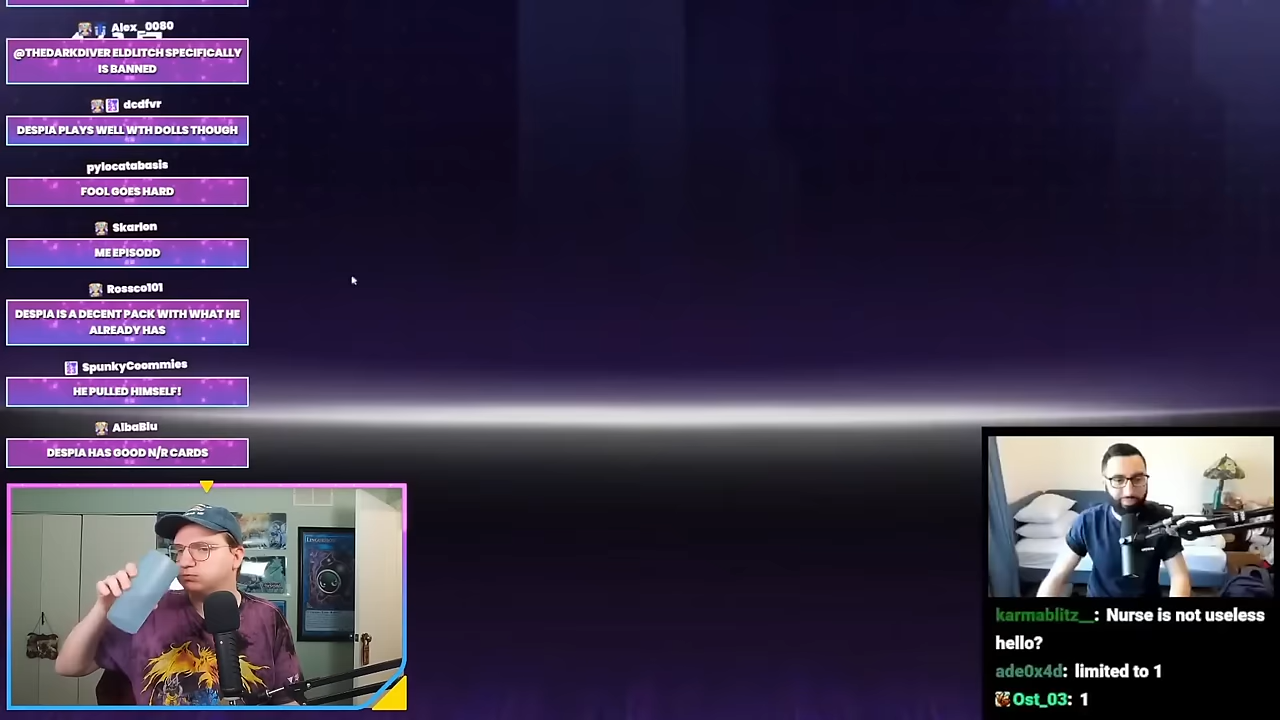 Alex_0080
@THEDARKDIVER ELDLITCH SPECIFICALLY
IS BANNED
dcdfvr
DESPIA PLAYS WELL WTH DOLLS THOUGH
pylocatabasis
FOOL GOES HARD
Skarlon
ME EPISODD
Rossco101
DESPIA IS A DECENT PACK WITH WHAT HE
ALREADY HAS
SpunkyCoommies
HE PULLED HIMSELF!
AlbaBlu
DESPIA HAS GOOD N/R CARDS
karmablitz__: Nurse is not useless
hello?
ade0x4d: limited to 1
Ost_03: 1